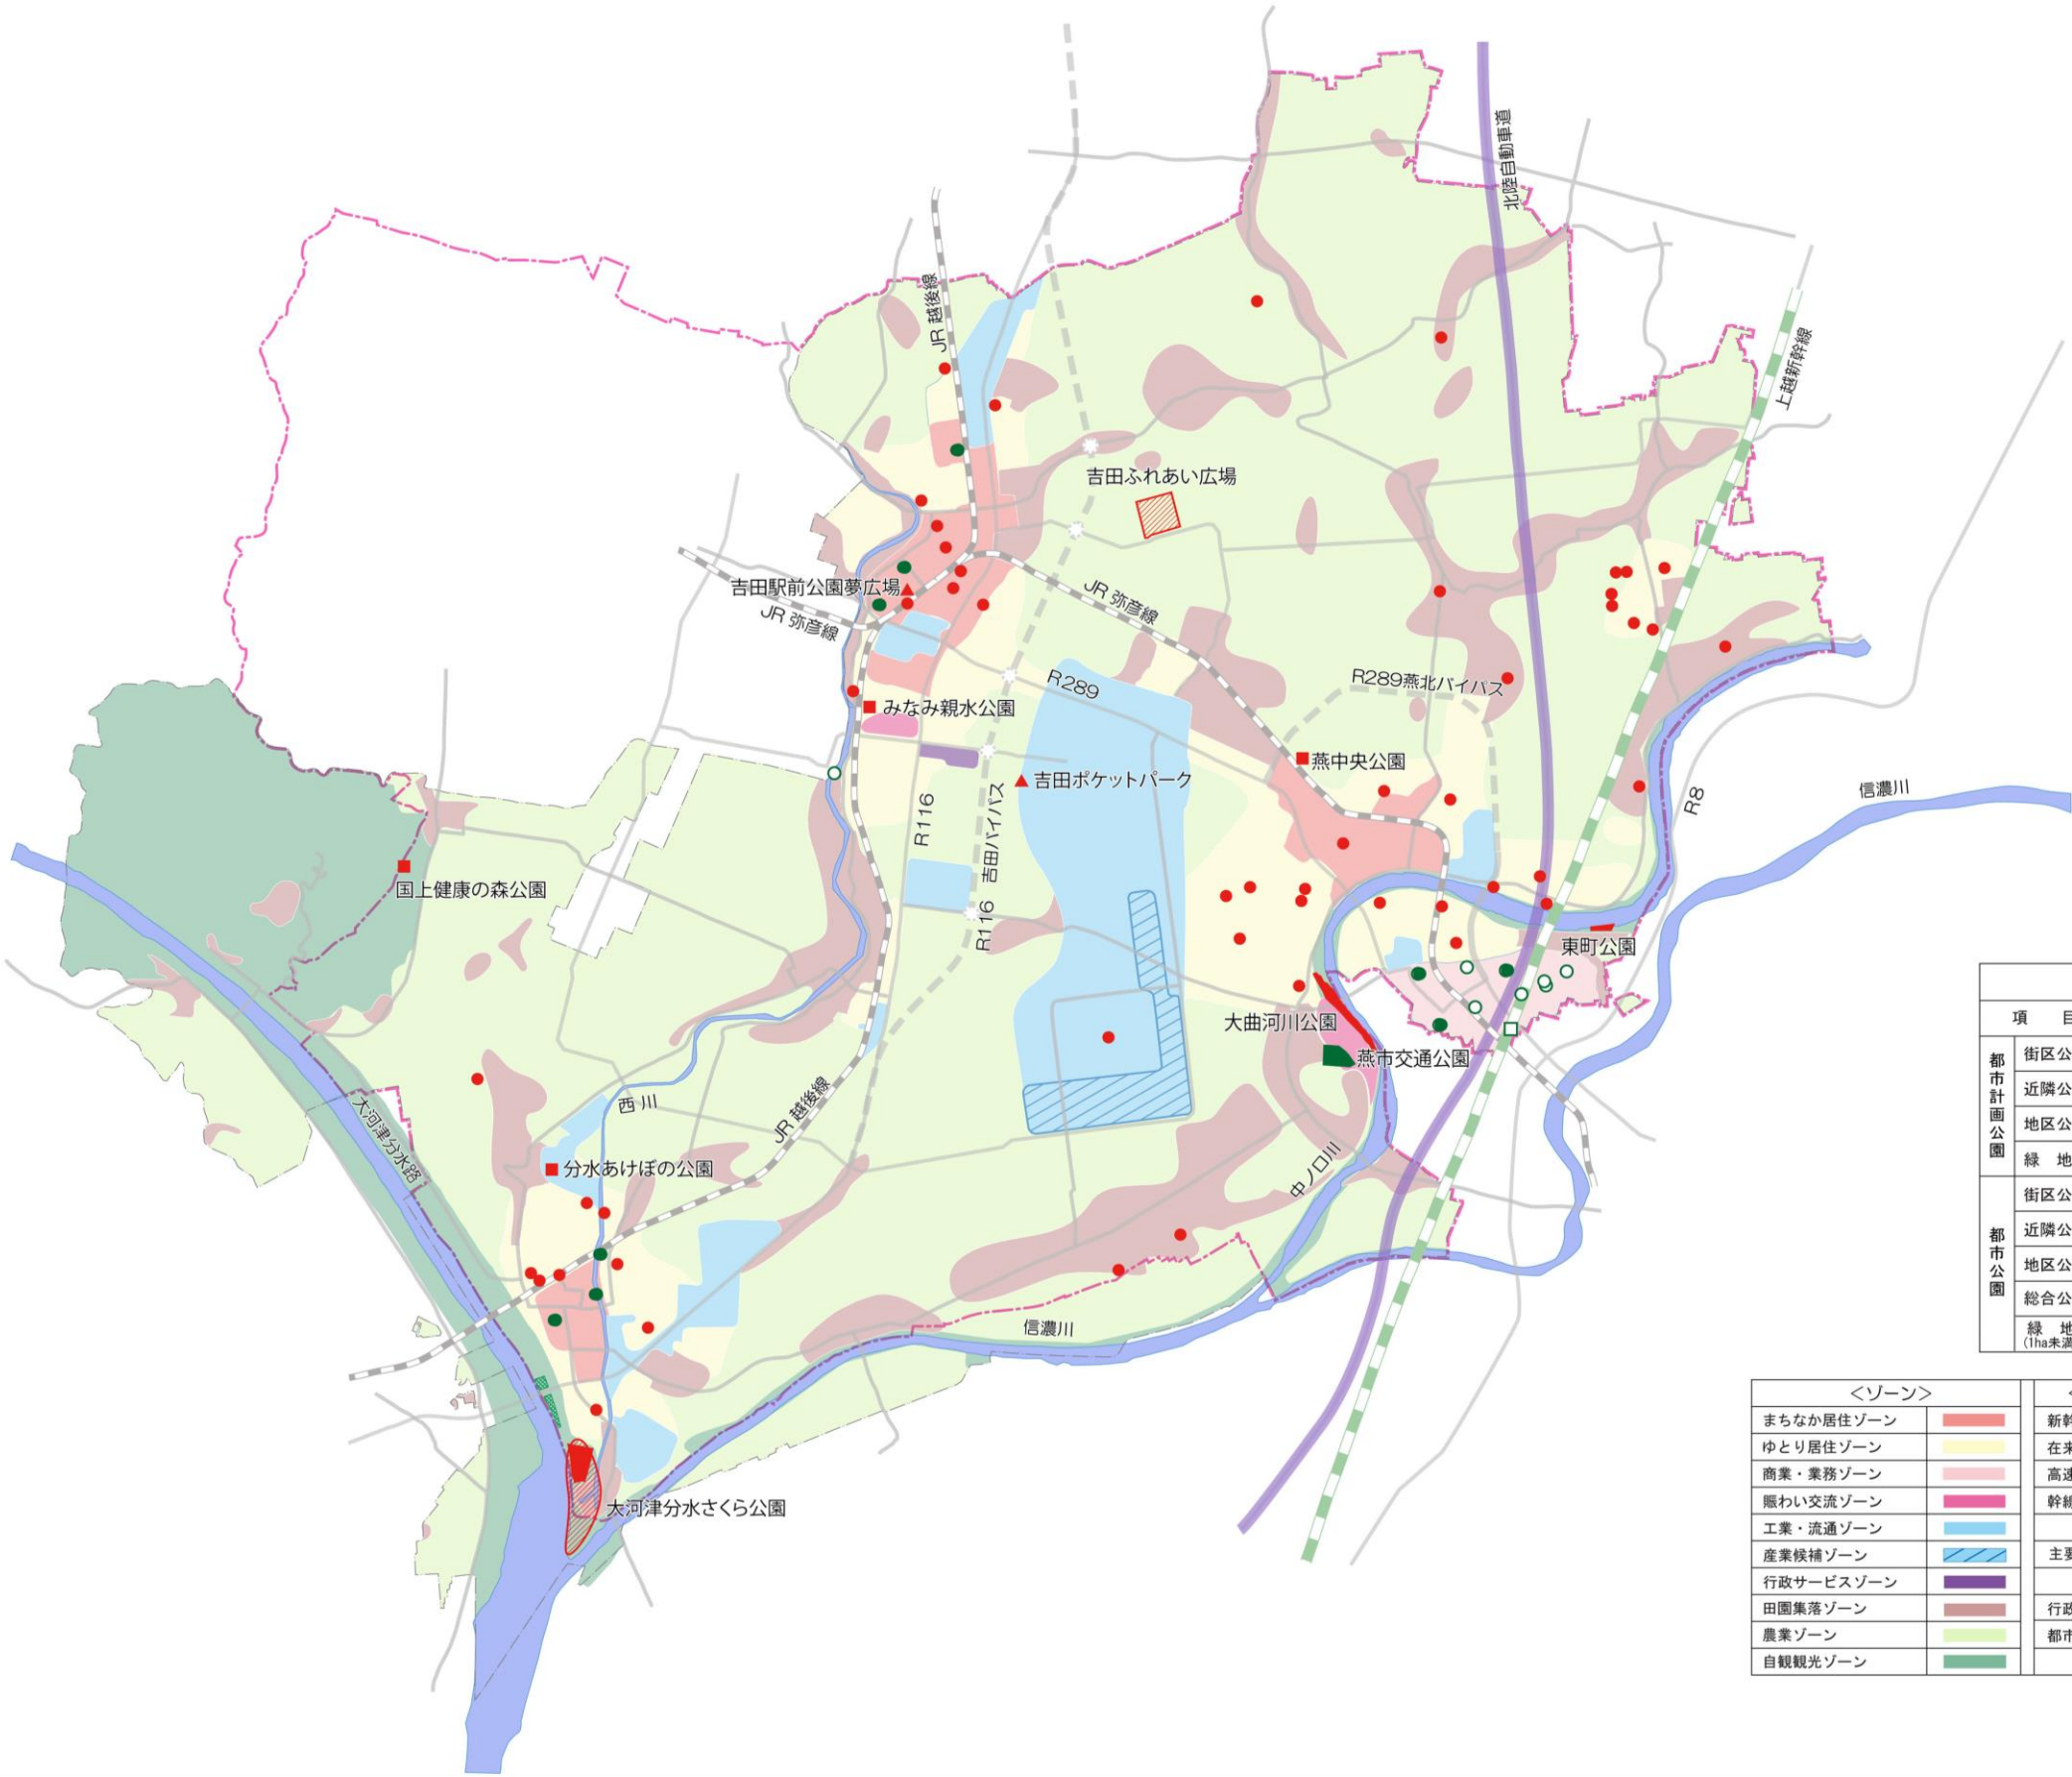 北陸自動車道
JR 越後線
上越新幹線
吉田ふれあい広場
吉田駅前公園夢広場
JR 弥彦線
JR 弥彦線
R289
R289燕北バイパス
みなみ親水公園
燕中央公園
吉田ポケットパーク
R116
R116 吉田バイパス
R8
信濃川
国上健康の森公園
東町公園
大曲河川公園
燕市交通公園
西川
JR 越後線
大河津分水路
分水あけぼの公園
中ノ口川
信濃川
大河津分水さくら公園
項 目
都市計画公園
街区公
近隣公
地区公
緑 地
都市公園
街区公
近隣公
地区公
総合公
緑 地
(1ha未満
<ゾーン>
まちなか居住ゾーン
ゆとり居住ゾーン
商業・業務ゾーン
賑わい交流ゾーン
工業・流通ゾーン
産業候補ゾーン
行政サービスゾーン
田園集落ゾーン
農業ゾーン
自観観光ゾーン
<
新幹
在来
高速
幹線
主要
行政
都市